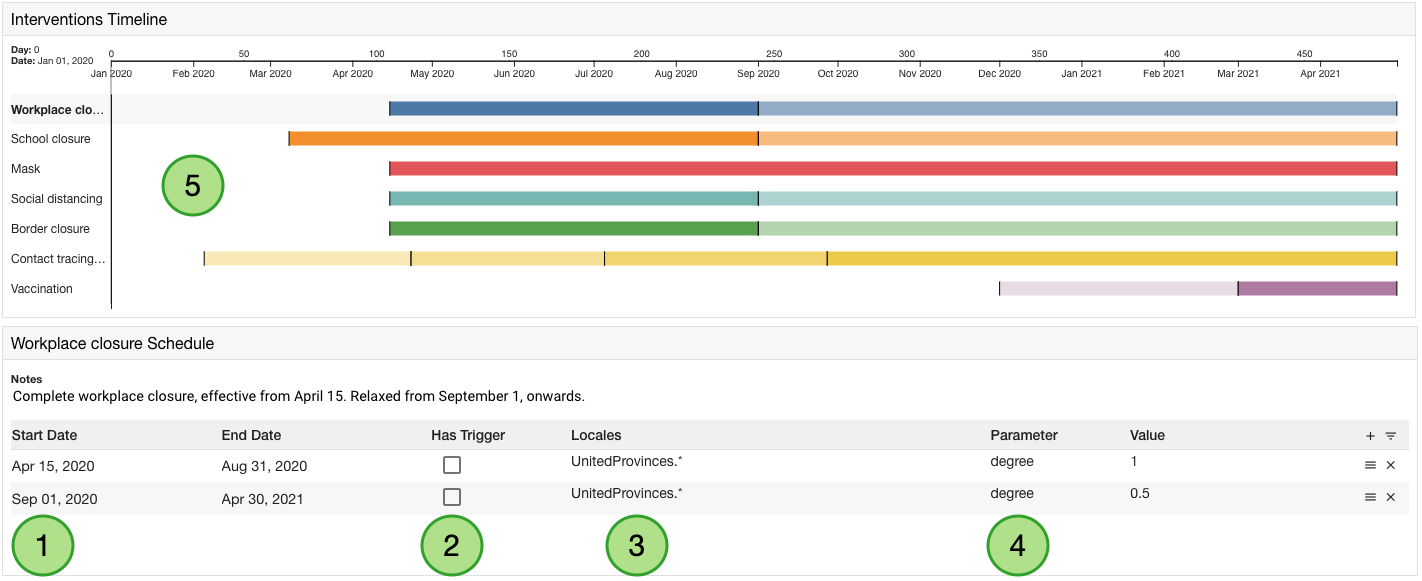 Interventions Timeline
Day: 0
Date: Jan 01, 2020
0 50 100 150 200 250 300 350 400 450
Jan 2020 Feb 2020 Mar 2020 Apr 2020 May 2020 Jun 2020 Jul 2020 Aug 2020 Sep 2020 Oct 2020 Nov 2020 Dec 2020 Jan 2021 Feb 2021 Mar 2021 Apr 2021
Workplace clo...
School closure
Mask
5
Social distancing
Border closure
Contact tracing...
Vaccination
Workplace closure Schedule
Notes
Complete workplace closure, effective from April 15. Relaxed from September 1, onwards.
Start Date End Date Has Trigger Locales Parameter Value +
Apr 15, 2020 Aug 31, 2020 UnitedProvinces.* degree 1
Sep 01, 2020 Apr 30, 2021 UnitedProvinces.* degree 0.5
1 2 3 4